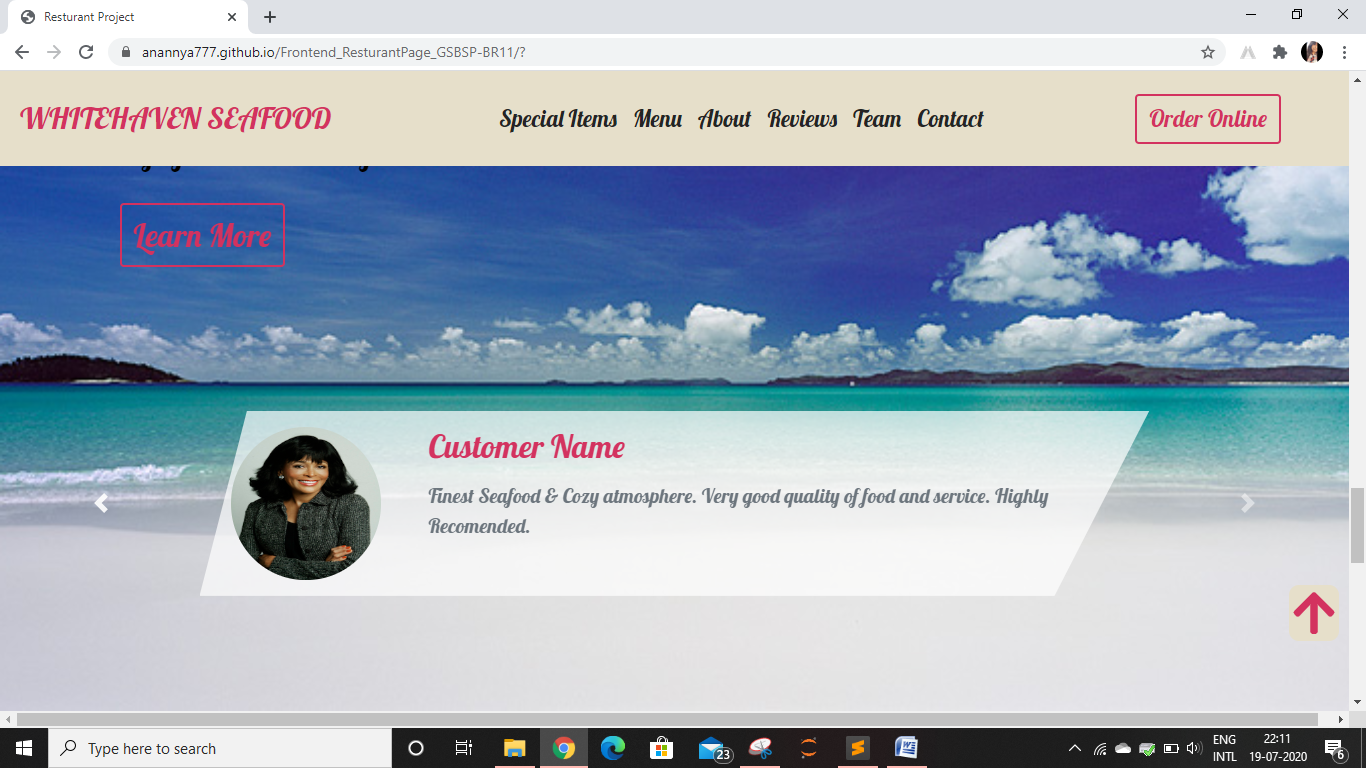 Resturant Project
anannya777.github.io/Frontend_ResturantPage_GSBSP-BR11/?
WHITEHAVEN SEAFOOD
Special Items Menu About Reviews Team Contact
Order Online
Learn More
Customer Name
Finest Seafood & Cozy atmosphere. Very good quality of food and service. Highly
Recomended.
Type here to search
23
ENG
INTL
22:11
19-07-2020
6